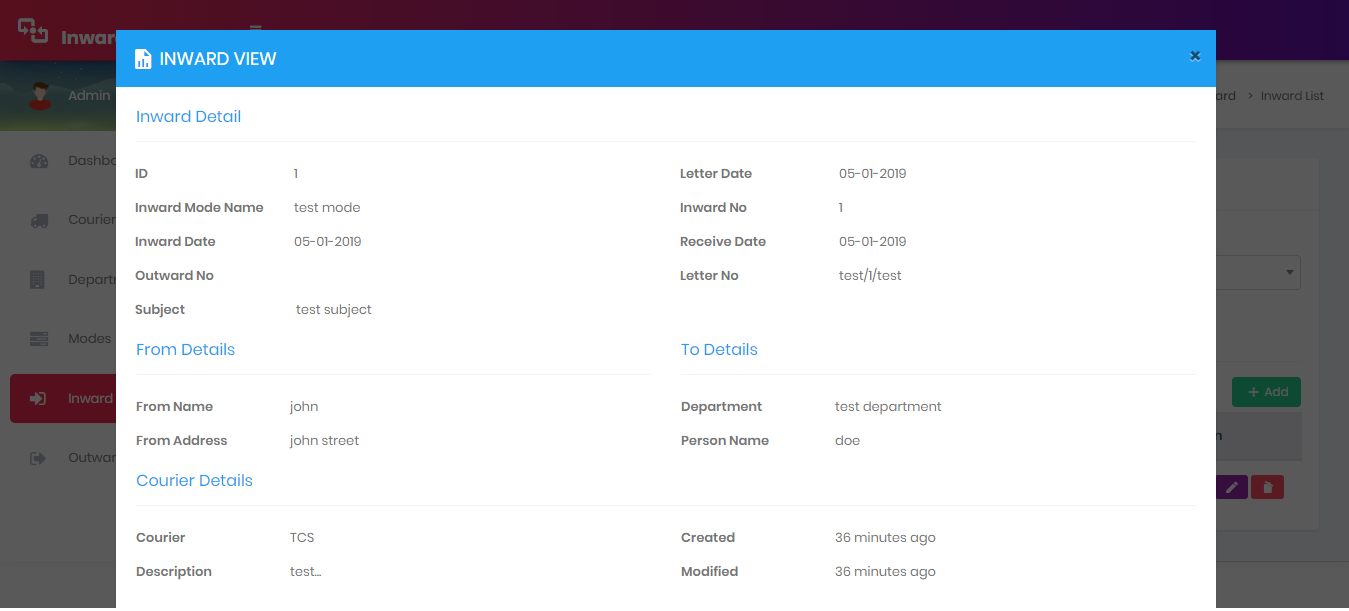 Inwar
INWARD VIEW
×
Admin
ard > Inward List
Inward Detail
Dashbo
ID 1 Letter Date 05-01-2019
Inward Mode Name test mode Inward No 1
Courier
Inward Date 05-01-2019 Receive Date 05-01-2019
Outward No Letter No test/1/test
Departm
Subject test subject
Modes
From Details To Details
Inward
From Name john Department test department
+ Add
From Address john street Person Name doe
n
Outwar
Courier Details
Courier TCS Created 36 minutes ago
Description test... Modified 36 minutes ago